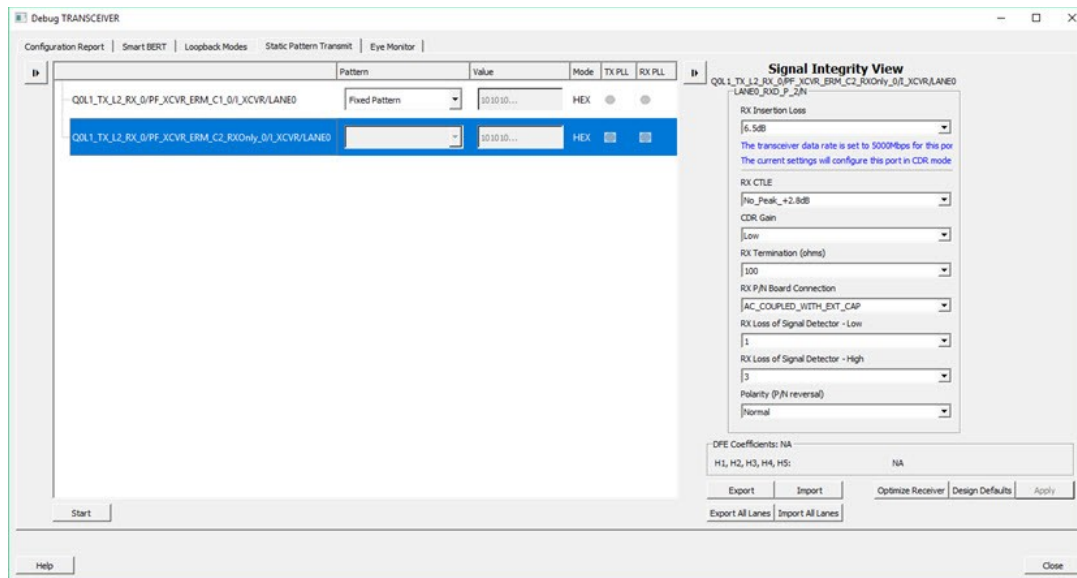 Debug TRANSCEIVER
Configuration Report Smart BERT Loopback Modes Static Pattern Transmit Eye Monitor
Pattern Value Mode TX PLL RX PLL
Q0L1_TX_L2_RX_0/PF_XCVR_ERM_C1_0/I_XCVR/LANE0 Fixed Pattern 101010... HEX
Q0L1_TX_L2_RX_0/PF_XCVR_ERM_C2_RXOnly_0/I_XCVR/LANE0 101010... HEX
Start
Signal Integrity View
Q0L1_TX_L2_RX_0/PF_XCVR_ERM_C2_RXOnly_0/I_XCVR/LANE0
LANE0_RXD_P_2/N
RX Insertion Loss
6.5dB
The transceiver data rate is set to 5000Mbps for this por
The current settings will configure this port in CDR mode
RX CTLE
No_Peak_+2.8dB
CDR Gain
Low
RX Termination (ohms)
100
RX P/N Board Connection
AC_COUPLED_WITH_EXT_CAP
RX Loss of Signal Detector - Low
1
RX Loss of Signal Detector - High
3
Polarity (P/N reversal)
Normal
DFE Coefficients: NA
H1, H2, H3, H4, H5: NA
Export Import Optimize Receiver Design Defaults Apply
Export All Lanes Import All Lanes
Help Close